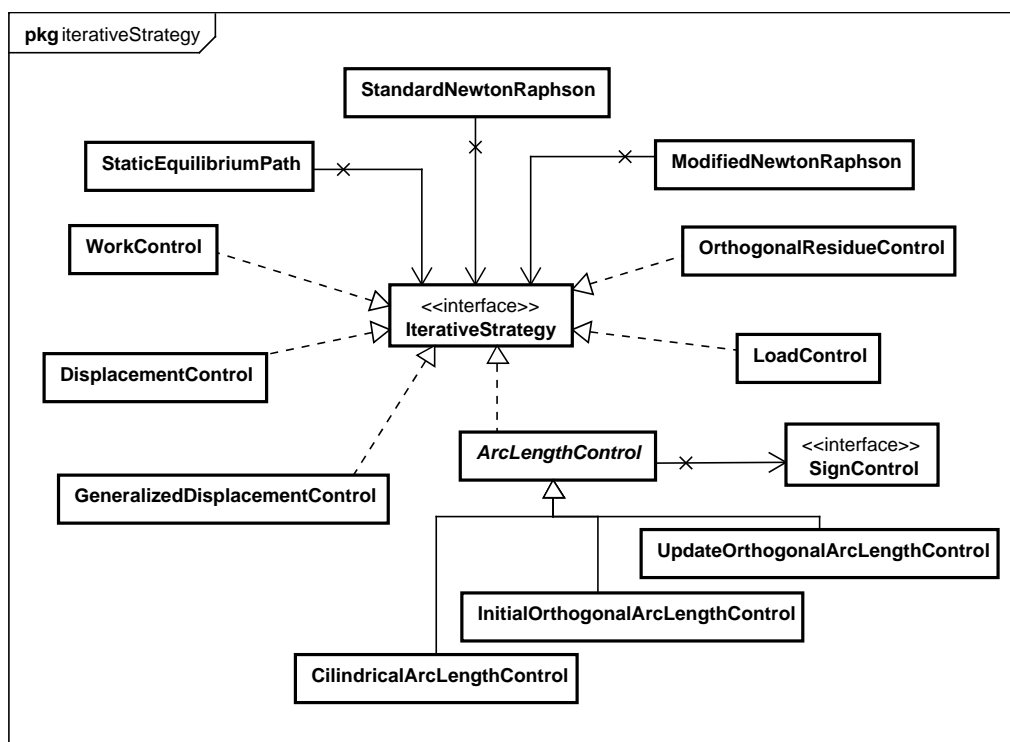 pkg iterativeStrategy
StandardNewtonRaphson
StaticEquilibriumPath
ModifiedNewtonRaphson
WorkControl
OrthogonalResidueControl
<<interface>>
IterativeStrategy
DisplacementControl
LoadControl
ArcLengthControl
<<interface>>
SignControl
GeneralizedDisplacementControl
UpdateOrthogonalArcLengthControl
InitialOrthogonalArcLengthControl
CilindricalArcLengthControl